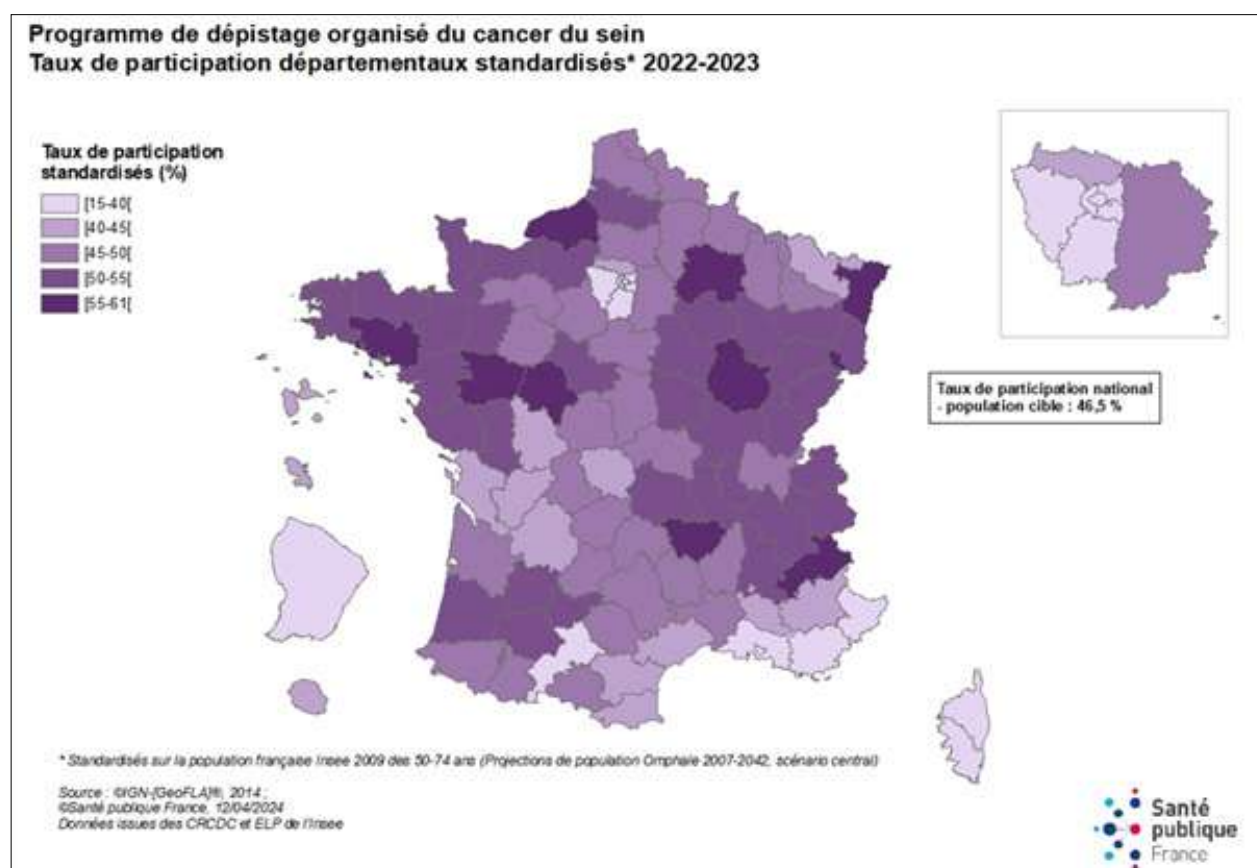 Programme de dépistage organisé du cancer du sein
Taux de participation départementaux standardisés* 2022-2023
Taux de participation
standardisés (%)
[15-40[
[40-45[
[45-50[
[50-55[
[55-61[
Taux de participation national
- population cible : 46,5 %
* Standardisés sur la population française Insee 2009 des 50-74 ans (Projections de population Omphale 2007-2042, scénario central)
Source : ©IGN-[GeoFLA]®, 2014 ;
©Santé publique France, 12/04/2024
Données issues des CRCDC et ELP de l'Insee
Santé
publique
France